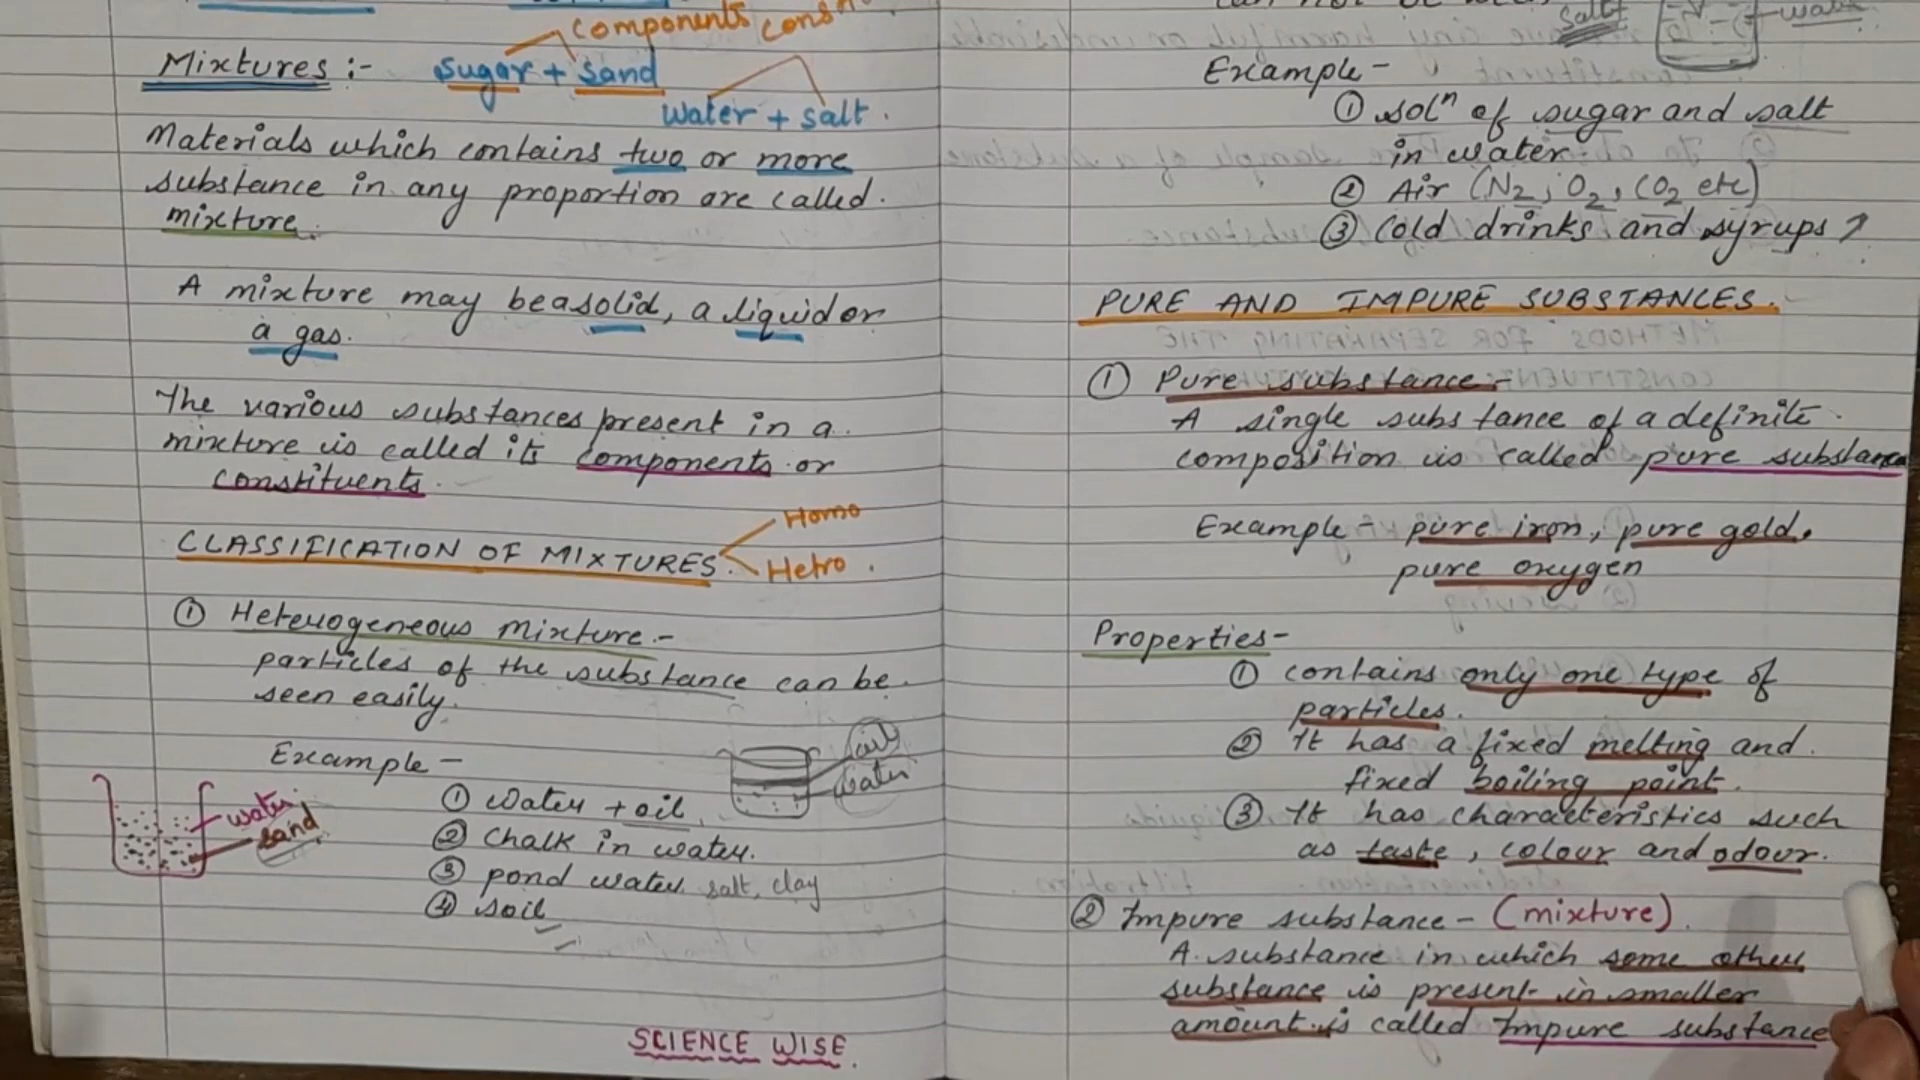 components
Mixtures :- sugar + sand
water + salt.
Materials which contains two or more
substance in any proportion are called.
mixture.
A mixture may be a solid, a liquid or
a gas.
The various substances present in a.
mixture is called its components or
constituents.
Homo
CLASSIFICATION OF MIXTURES.
Hetro.
① Heterogeneous mixture.-
particles of the substance can be.
seen easily.
Example -
oil
water
① Water + oil.
② Chalk in water.
③ pond water. salt, clay
④ soil
water.
sand
SCIENCE WISE.
salt
water
Example -
① solⁿ of sugar and salt
in water.
② Air (N2, O2, CO2 etc)
③ Cold drinks and syrups
PURE AND IMPURE SUBSTANCES.
① Pure substance -
A single substance of a definite.
composition is called pure substance
Example - pure iron, pure gold,
pure oxygen
Properties-
① contains only one type of
particles.
② It has a fixed melting and.
fixed boiling point.
③ It has characteristics such
as taste, colour and odour.
② Impure substance - (mixture).
A substance in which some other
substance is present in smaller
amount is called Impure substance